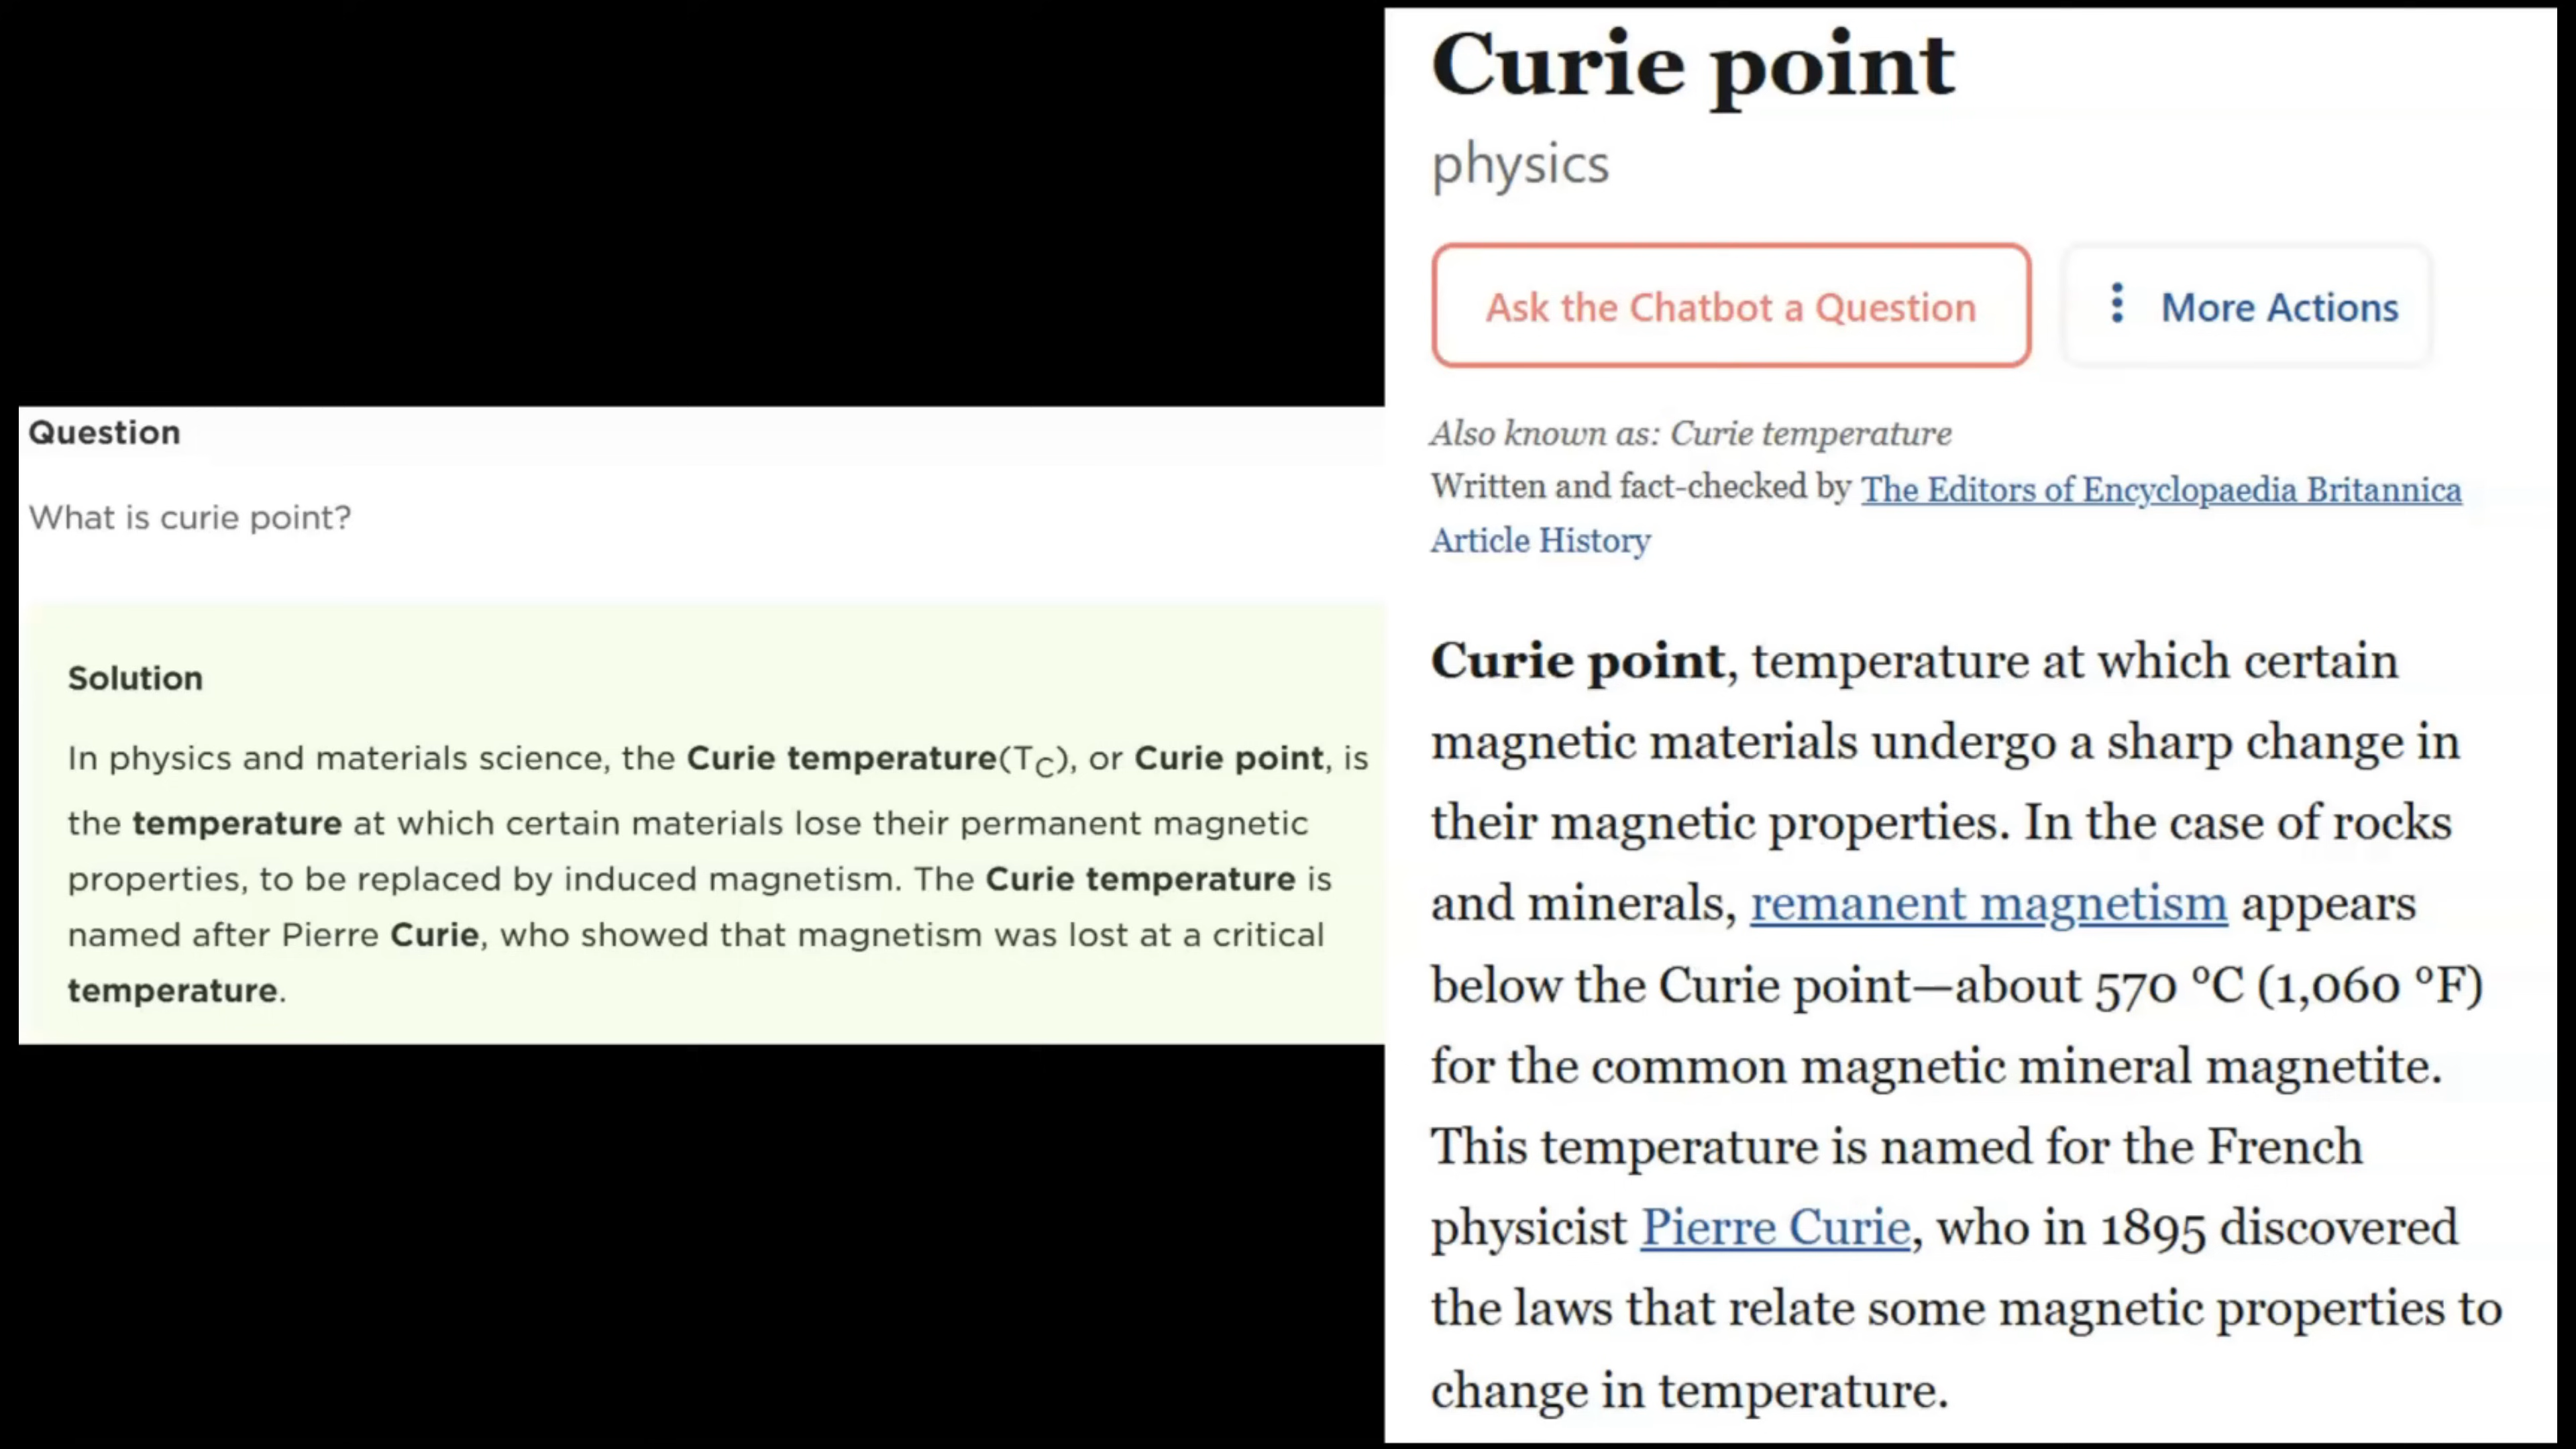 Question
What is curie point?
Solution
In physics and materials science, the Curie temperature(TC), or Curie point, is
the temperature at which certain materials lose their permanent magnetic
properties, to be replaced by induced magnetism. The Curie temperature is
named after Pierre Curie, who showed that magnetism was lost at a critical
temperature.
Curie point
physics
Ask the Chatbot a Question
More Actions
Also known as: Curie temperature
Written and fact-checked by The Editors of Encyclopaedia Britannica
Article History
Curie point, temperature at which certain
magnetic materials undergo a sharp change in
their magnetic properties. In the case of rocks
and minerals, remanent magnetism appears
below the Curie point—about 570 °C (1,060 °F)
for the common magnetic mineral magnetite.
This temperature is named for the French
physicist Pierre Curie, who in 1895 discovered
the laws that relate some magnetic properties to
change in temperature.